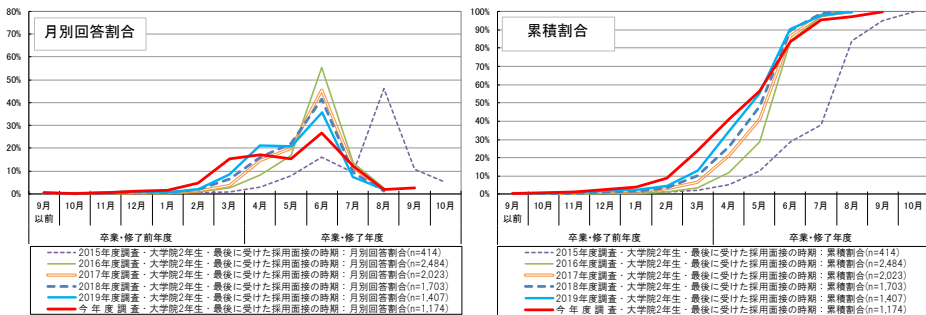 月別回答割合
80%
70%
60%
50%
40%
30%
20%
10%
0%
9月 10月 11月 12月 1月 2月 3月 4月 5月 6月 7月 8月 9月 10月
以前
卒業・修了前年度 卒業・修了年度
2015年度調査・大学院2年生・最後に受けた採用面接の時期：月別回答割合(n=414)
2016年度調査・大学院2年生・最後に受けた採用面接の時期：月別回答割合(n=2,484)
2017年度調査・大学院2年生・最後に受けた採用面接の時期：月別回答割合(n=2,023)
2018年度調査・大学院2年生・最後に受けた採用面接の時期：月別回答割合(n=1,703)
2019年度調査・大学院2年生・最後に受けた採用面接の時期：月別回答割合(n=1,407)
今年度調査・大学院2年生・最後に受けた採用面接の時期：月別回答割合(n=1,174)
累積割合
100%
90%
80%
70%
60%
50%
40%
30%
20%
10%
0%
9月 10月 11月 12月 1月 2月 3月 4月 5月 6月 7月 8月 9月 10月
以前
卒業・修了前年度 卒業・修了年度
2015年度調査・大学院2年生・最後に受けた採用面接の時期：累積割合(n=414)
2016年度調査・大学院2年生・最後に受けた採用面接の時期：累積割合(n=2,484)
2017年度調査・大学院2年生・最後に受けた採用面接の時期：累積割合(n=2,023)
2018年度調査・大学院2年生・最後に受けた採用面接の時期：累積割合(n=1,703)
2019年度調査・大学院2年生・最後に受けた採用面接の時期：累積割合(n=1,407)
今年度調査・大学院2年生・最後に受けた採用面接の時期：累積割合(n=1,174)